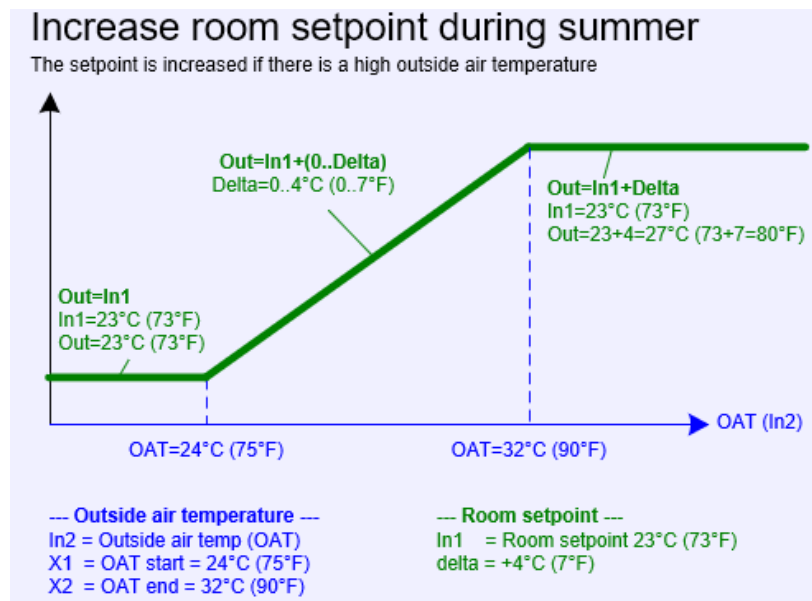 Increase room setpoint during summer
The setpoint is increased if there is a high outside air temperature
Out=In1+(0..Delta)
Delta=0..4°C (0..7°F)
Out=In1+Delta
In1=23°C (73°F)
Out=23+4=27°C (73+7=80°F)
Out=In1
In1=23°C (73°F)
Out=23°C (73°F)
OAT (In2)
OAT=24°C (75°F)
OAT=32°C (90°F)
--- Outside air temperature ---
In2 = Outside air temp (OAT)
X1 = OAT start = 24°C (75°F)
X2 = OAT end = 32°C (90°F)
--- Room setpoint ---
In1 = Room setpoint 23°C (73°F)
delta = +4°C (7°F)